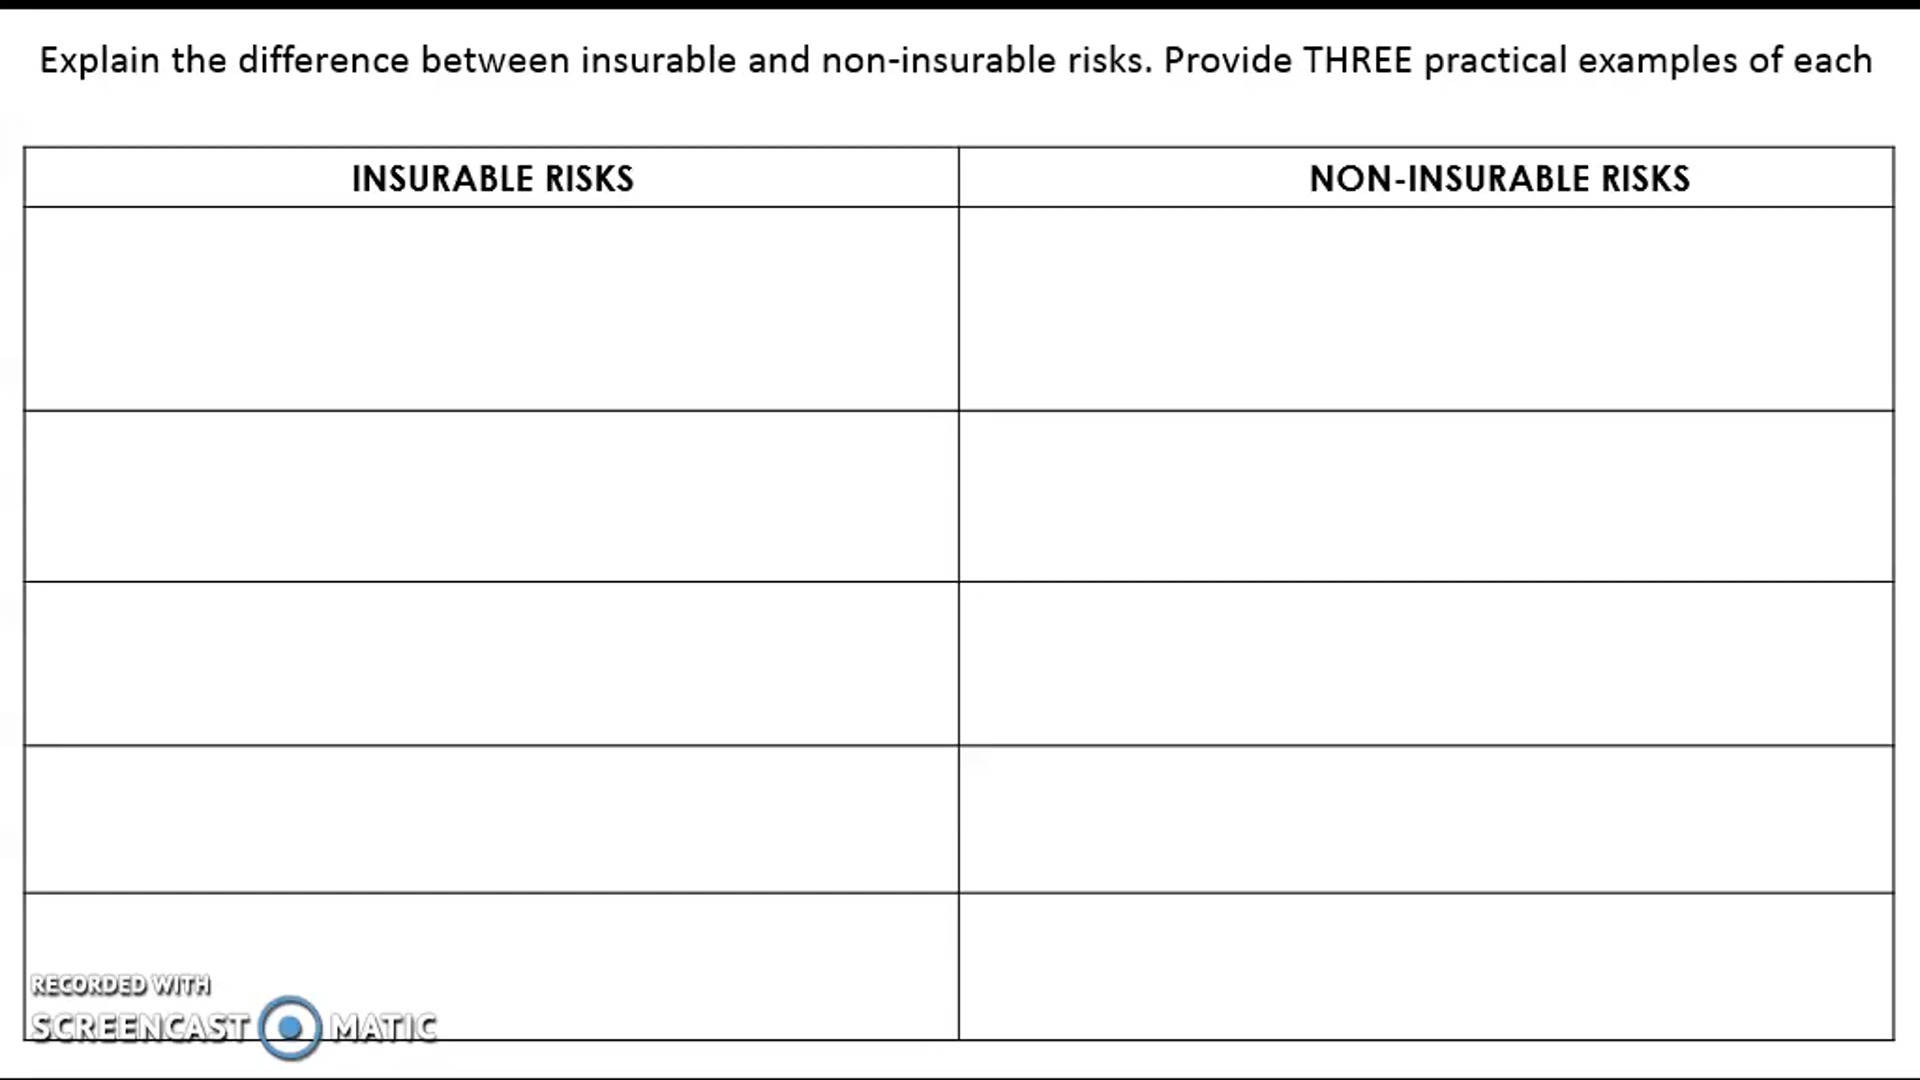 Explain the difference between insurable and non-insurable risks. Provide THREE practical examples of each
INSURABLE RISKS
NON-INSURABLE RISKS
RECORDED WITH
SCREENCAST MATIC